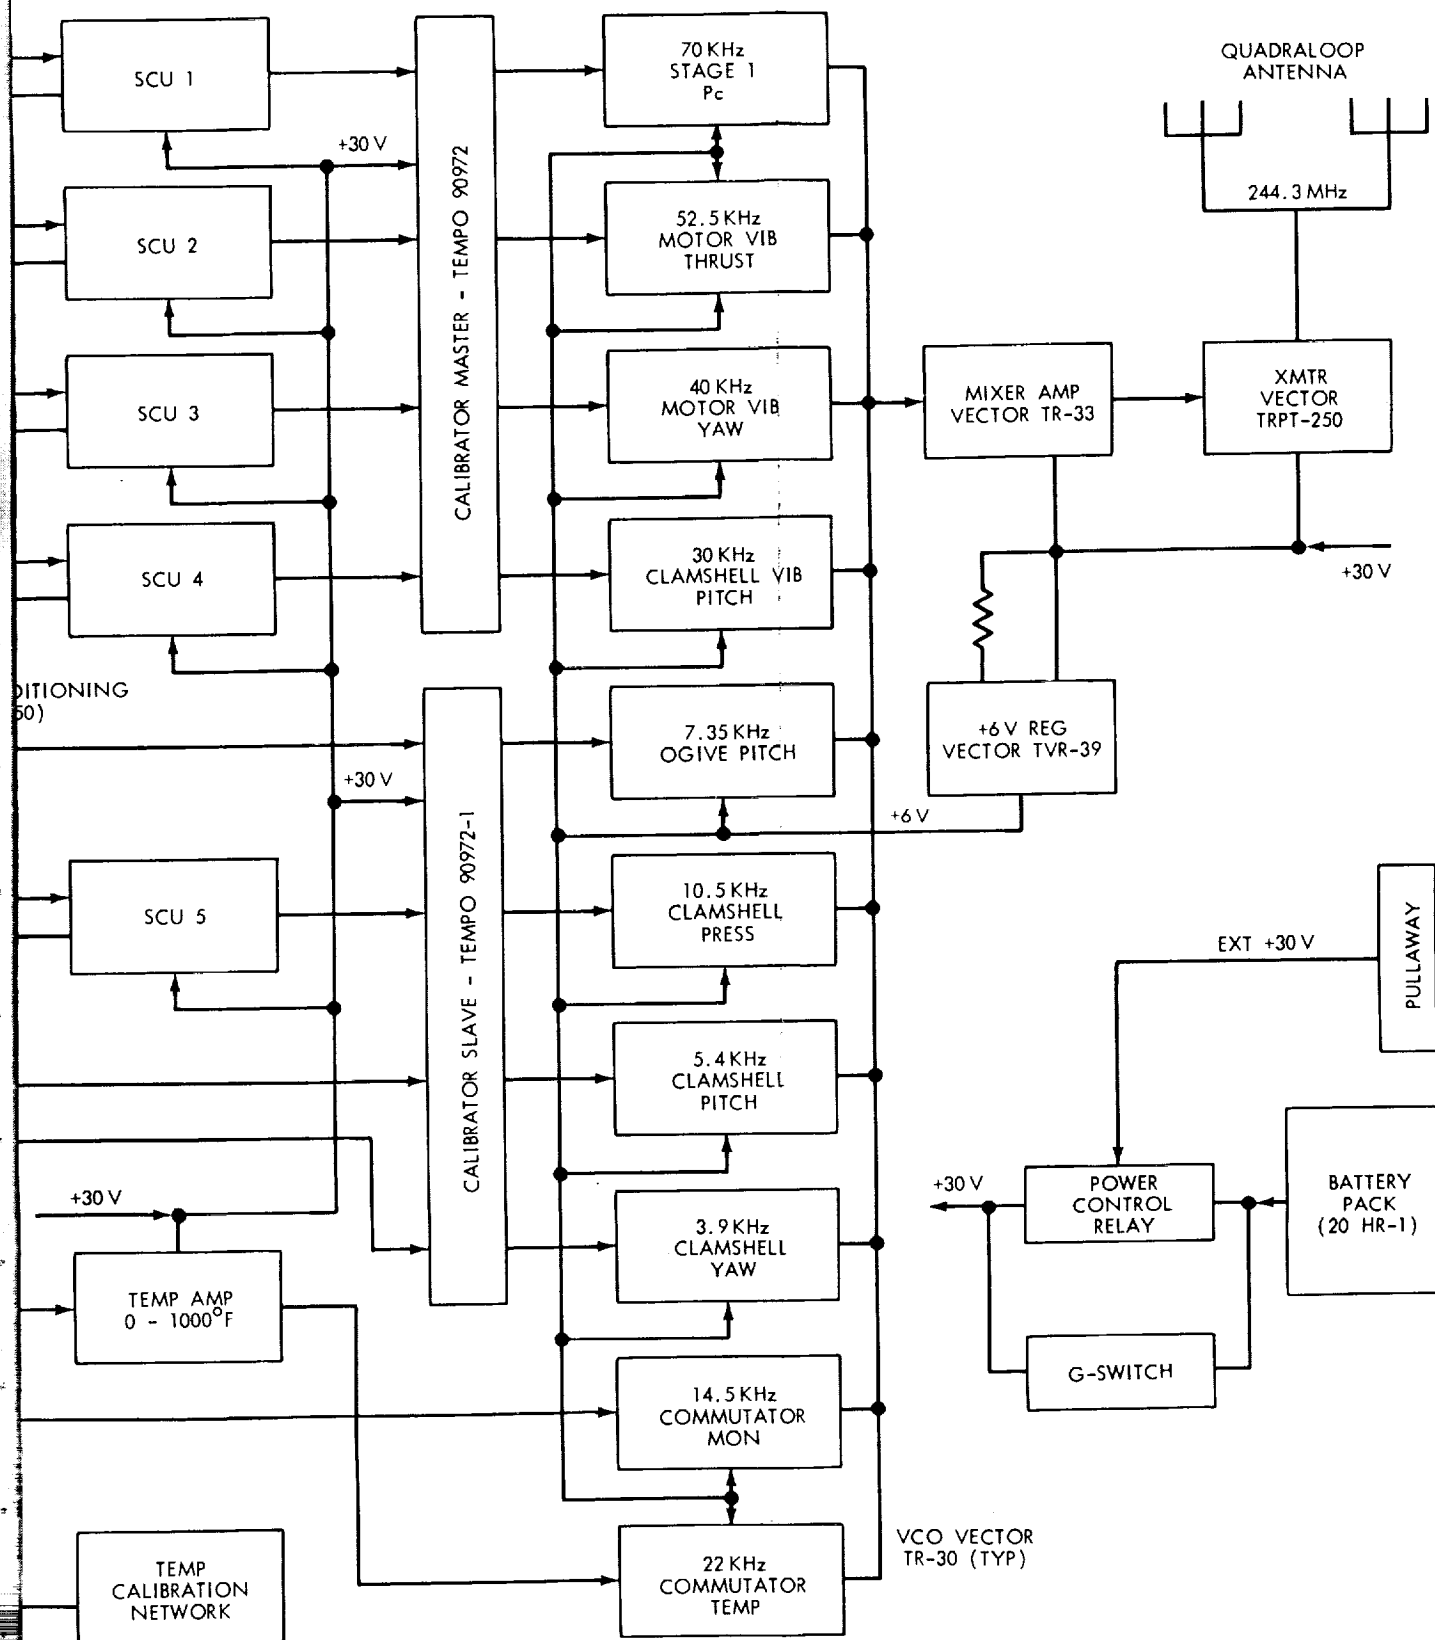 SCU 1
+30 V
SCU 2
SCU 3
SCU 4
DITIONING
50)
+30 V
SCU 5
+30 V
TEMP AMP
0 - 1000°F
TEMP
CALIBRATION
NETWORK
CALIBRATOR MASTER - TEMPO 90972
CALIBRATOR SLAVE - TEMPO 90972-1
70 KHz
STAGE 1
Pc
52.5 KHz
MOTOR VIB
THRUST
40 KHz
MOTOR VIB
YAW
30 KHz
CLAMSHELL VIB
PITCH
7.35 KHz
OGIVE PITCH
10.5 KHz
CLAMSHELL
PRESS
5.4 KHz
CLAMSHELL
PITCH
3.9 KHz
CLAMSHELL
YAW
14.5 KHz
COMMUTATOR
MON
22 KHz
COMMUTATOR
TEMP
VCO VECTOR
TR-30 (TYP)
QUADRALOOP
ANTENNA
244.3 MHz
MIXER AMP
VECTOR TR-33
XMTR
VECTOR
TRPT-250
+30 V
+6 V REG
VECTOR TVR-39
+6 V
PULLAWAY
EXT +30 V
+30 V
POWER
CONTROL
RELAY
BATTERY
PACK
(20 HR-1)
G-SWITCH